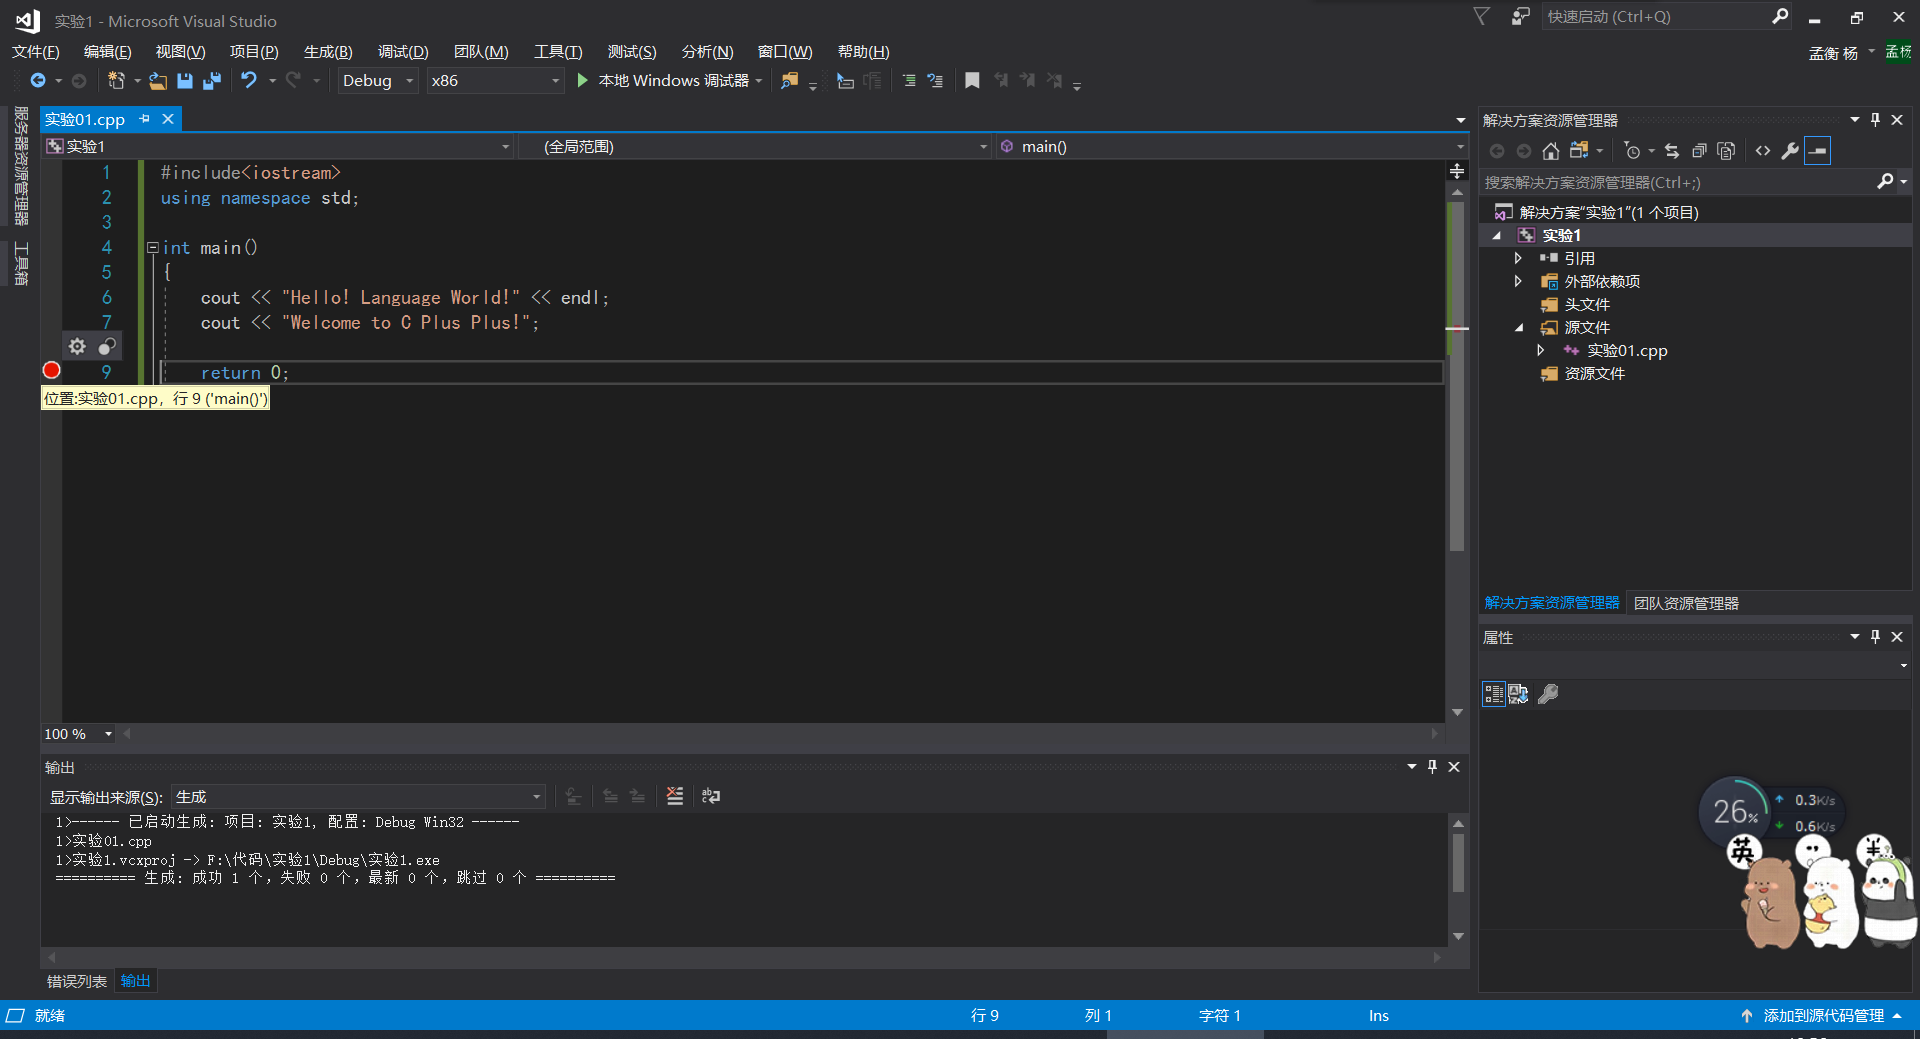 实验1 - Microsoft Visual Studio
快速启动 (Ctrl+Q)
文件(F) 编辑(E) 视图(V) 项目(P) 生成(B) 调试(D) 团队(M) 工具(T) 测试(S) 分析(N) 窗口(W) 帮助(H)
孟衡 杨 孟杨
Debug x86 本地 Windows 调试器
服务器资源管理器
工具箱
实验01.cpp
实验1 (全局范围) main()
1 #include<iostream>
2 using namespace std;
3
4 int main()
5 {
6 cout << "Hello! Language World!" << endl;
7 cout << "Welcome to C Plus Plus!";
9 return 0;
位置:实验01.cpp, 行 9 ('main()')
100 %
输出
显示输出来源(S): 生成
1>------ 已启动生成: 项目: 实验1, 配置: Debug Win32 ------
1>实验01.cpp
1>实验1.vcxproj -> F:\代码\实验1\Debug\实验1.exe
========== 生成: 成功 1 个，失败 0 个，最新 0 个，跳过 0 个 ==========
错误列表 输出
解决方案资源管理器
搜索解决方案资源管理器(Ctrl+;)
解决方案"实验1"(1 个项目)
实验1
引用
外部依赖项
头文件
源文件
实验01.cpp
资源文件
解决方案资源管理器 团队资源管理器
属性
26%
0.3K/s
0.6K/s
英
半
就绪 行 9 列 1 字符 1 Ins 添加到源代码管理